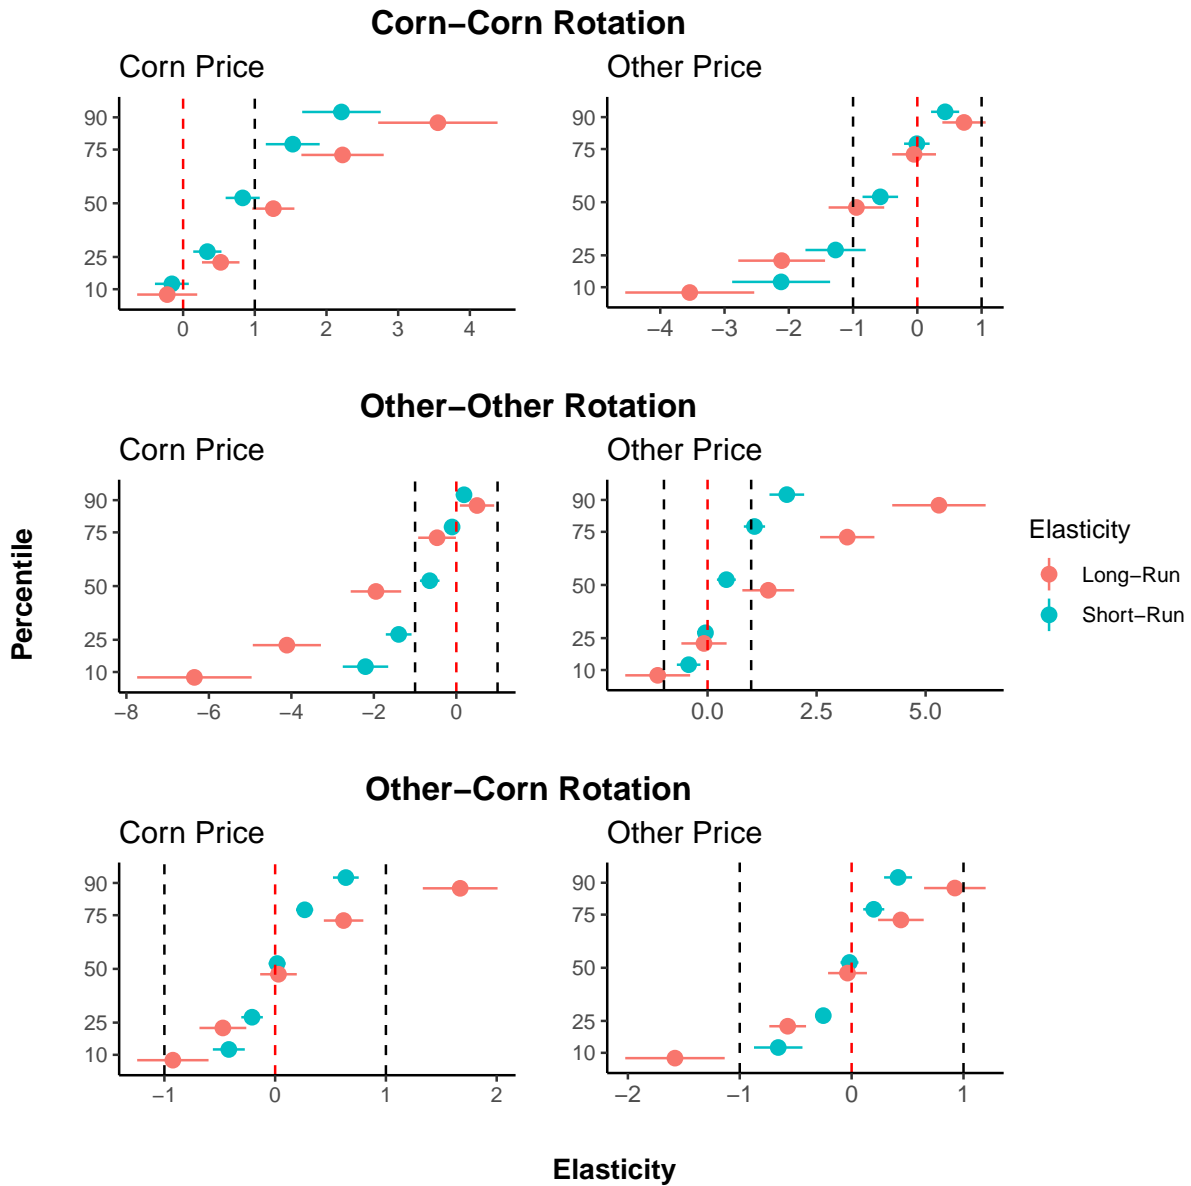 Corn−Corn Rotation
Corn Price
Other Price
90
75
50
25
10
0 1 2 3 4
90
75
50
25
10
−4 −3 −2 −1 0 1
Other−Other Rotation
Corn Price
Other Price
90
75
50
25
10
−8 −6 −4 −2 0
90
75
50
25
10
0.0 2.5 5.0
Percentile
Elasticity
Long−Run
Short−Run
Other−Corn Rotation
Corn Price
Other Price
90
75
50
25
10
−1 0 1 2
90
75
50
25
10
−2 −1 0 1
Elasticity